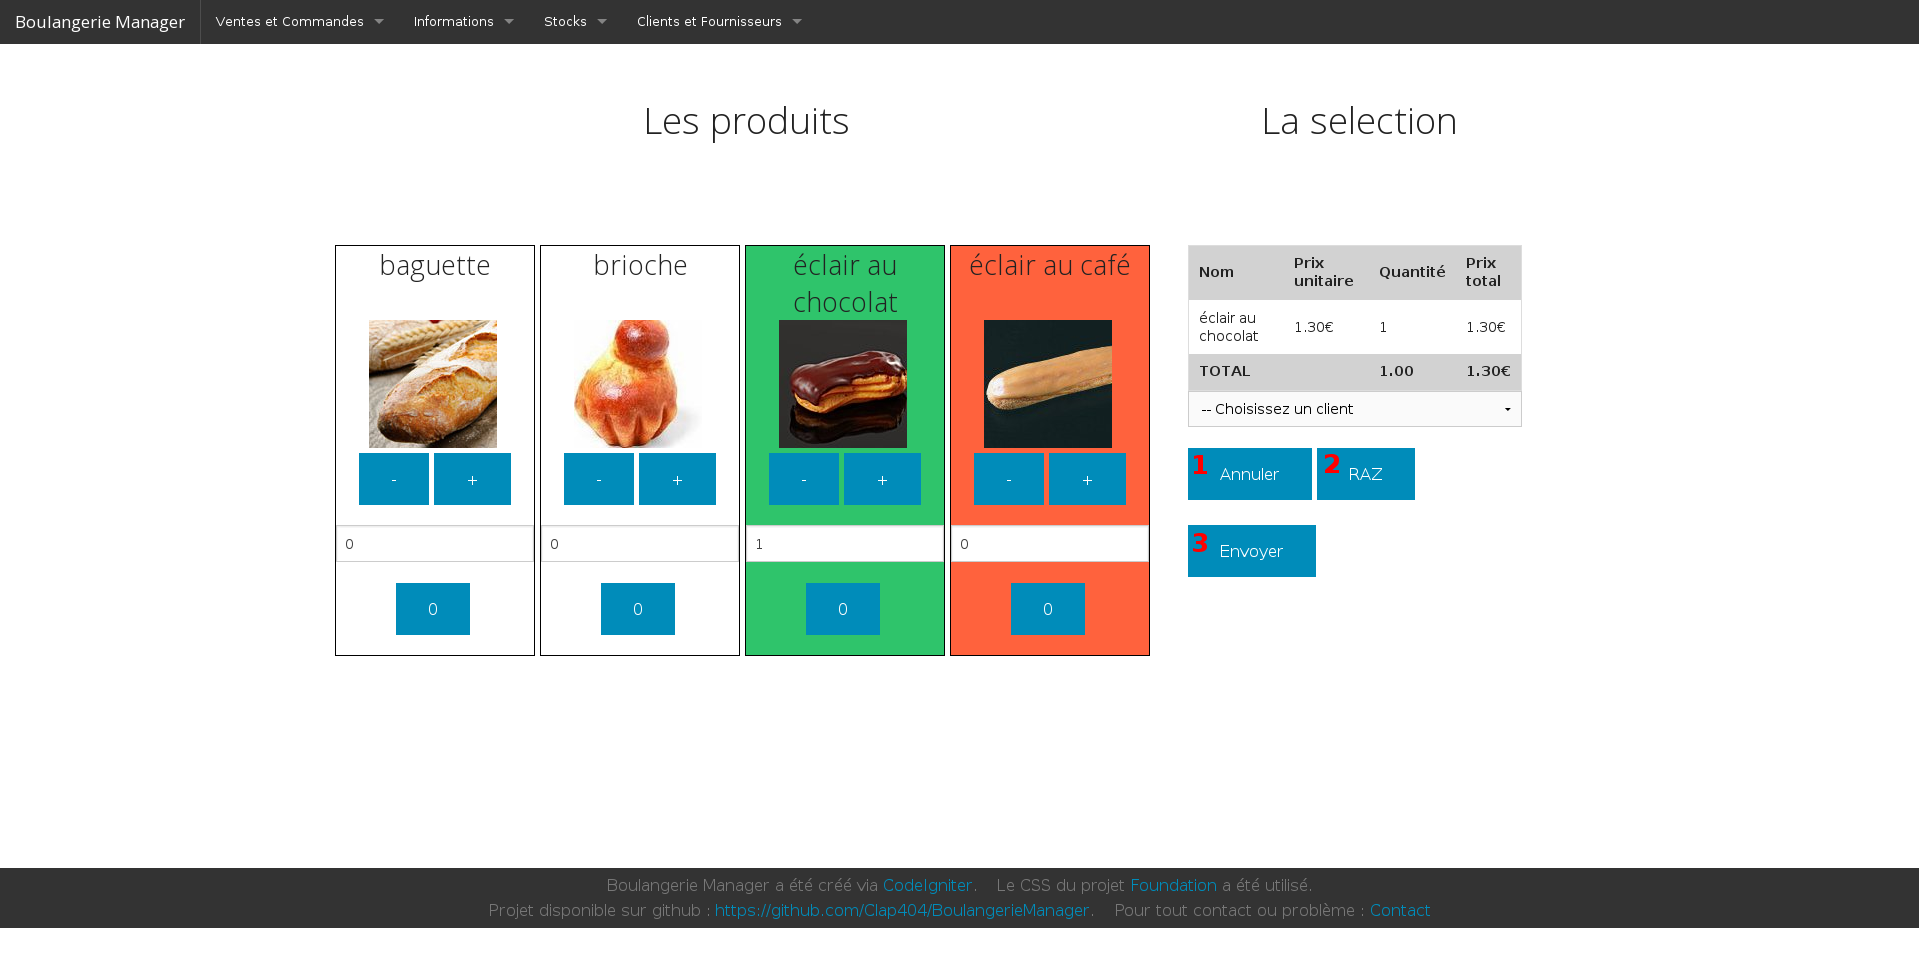 Boulangerie Manager Ventes et Commandes Informations Stocks Clients et Fournisseurs
Les produits
La selection
baguette
- +
0
0
brioche
- +
0
0
éclair au
chocolat
- +
1
0
éclair au café
- +
0
0
Nom Prix unitaire Quantité Prix total
éclair au chocolat 1.30€ 1 1.30€
TOTAL 1.00 1.30€
-- Choisissez un client
1 Annuler 2 RAZ
3 Envoyer
Boulangerie Manager a été créé via CodeIgniter. Le CSS du projet Foundation a été utilisé.
Projet disponible sur github : https://github.com/Clap404/BoulangerieManager. Pour tout contact ou problème : Contact